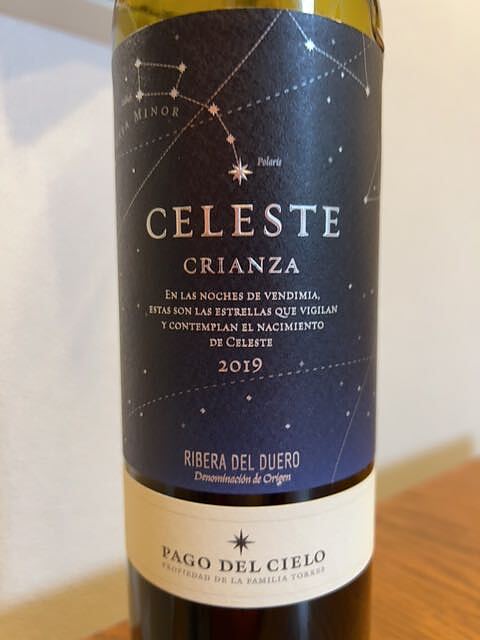 Minor
Polaris
CELESTE
CRIANZA
EN LAS NOCHES DE VENDIMIA,
ESTAS SON LAS ESTRELLAS QUE VIGILAN
Y CONTEMPLAN EL NACIMIENTO
DE CELESTE
2019
RIBERA DEL DUERO
Denominación de Origen
PAGO DEL CIELO
PROPIEDAD DE LA FAMILIA TORRES